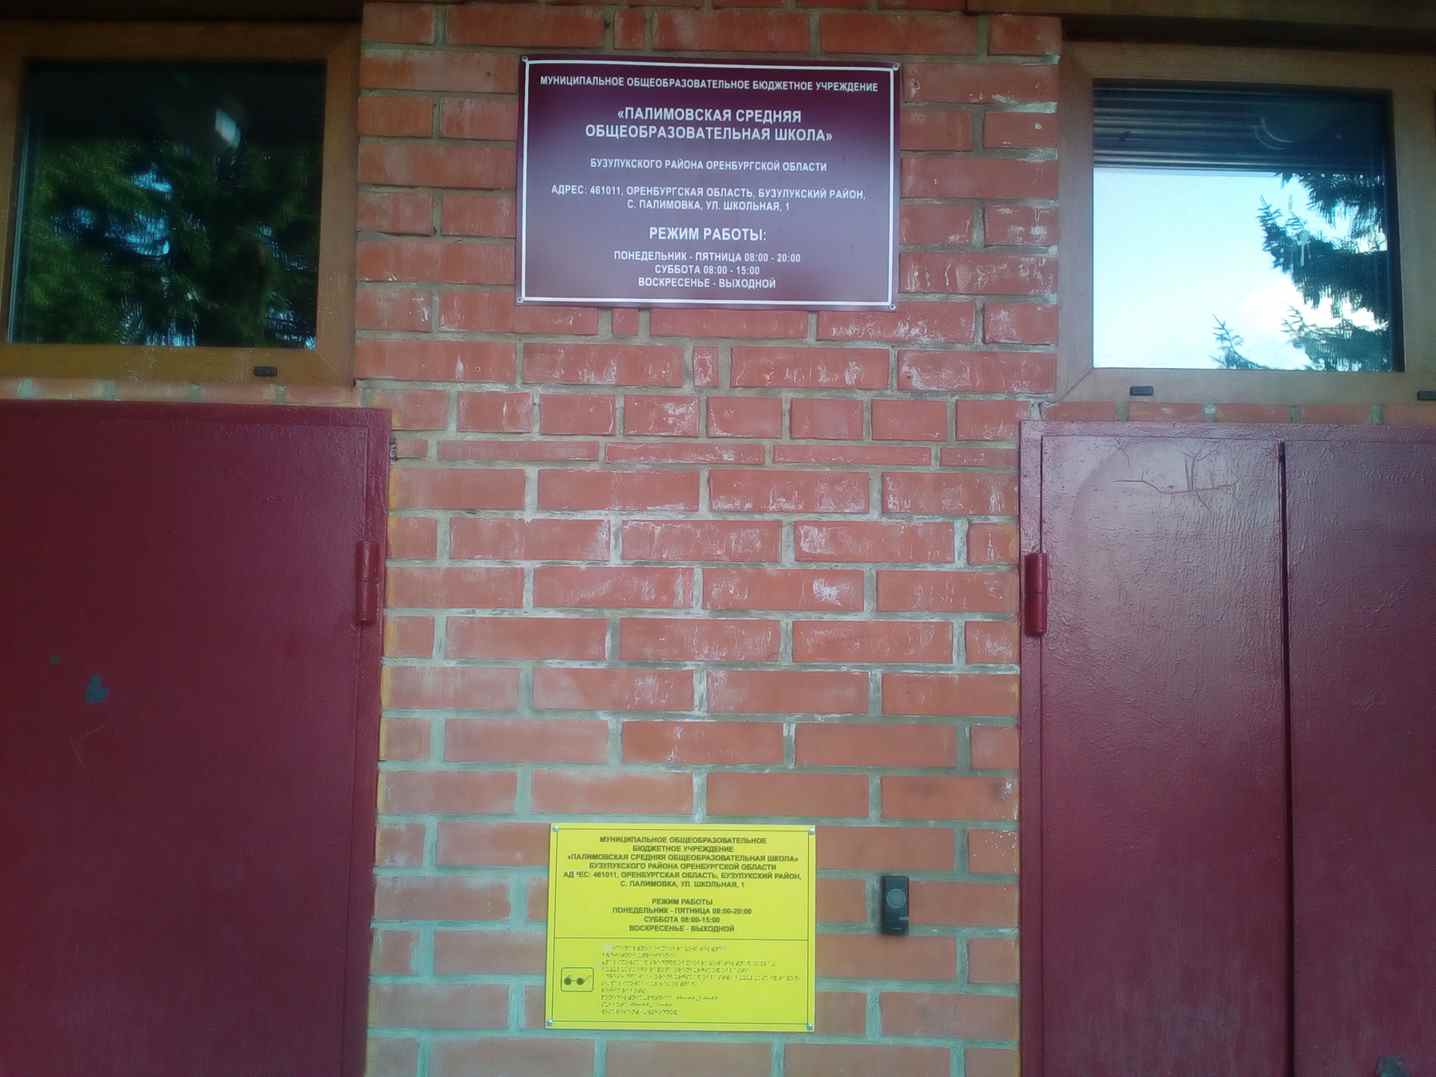 МУНИЦИПАЛЬНОЕ ОБЩЕОБРАЗОВАТЕЛЬНОЕ БЮДЖЕТНОЕ УЧРЕЖДЕНИЕ
«ПАЛИМОВСКАЯ СРЕДНЯЯ
ОБЩЕОБРАЗОВАТЕЛЬНАЯ ШКОЛА»
БУЗУЛУКСКОГО РАЙОНА ОРЕНБУРГСКОЙ ОБЛАСТИ
АДРЕС: 461011, ОРЕНБУРГСКАЯ ОБЛАСТЬ, БУЗУЛУКСКИЙ РАЙОН,
С. ПАЛИМОВКА, УЛ. ШКОЛЬНАЯ, 1
РЕЖИМ РАБОТЫ:
ПОНЕДЕЛЬНИК - ПЯТНИЦА 08:00 - 20:00
СУББОТА 08:00 - 15:00
ВОСКРЕСЕНЬЕ - ВЫХОДНОЙ
МУНИЦИПАЛЬНОЕ ОБЩЕОБРАЗОВАТЕЛЬНОЕ
БЮДЖЕТНОЕ УЧРЕЖДЕНИЕ
«ПАЛИМОВСКАЯ СРЕДНЯЯ ОБЩЕОБРАЗОВАТЕЛЬНАЯ ШКОЛА»
БУЗУЛУКСКОГО РАЙОНА ОРЕНБУРГСКОЙ ОБЛАСТИ
АД ЕС: 461011, ОРЕНБУРГСКАЯ ОБЛАСТЬ, БУЗУЛУКСКИЙ РАЙОН,
С. ПАЛИМОВКА, УЛ. ШКОЛЬНАЯ, 1
РЕЖИМ РАБОТЫ
ПОНЕДЕЛЬНИК - ПЯТНИЦА 08:00-20:00
СУББОТА 08:00-15:00
ВОСКРЕСЕНЬЕ - ВЫХОДНОЙ